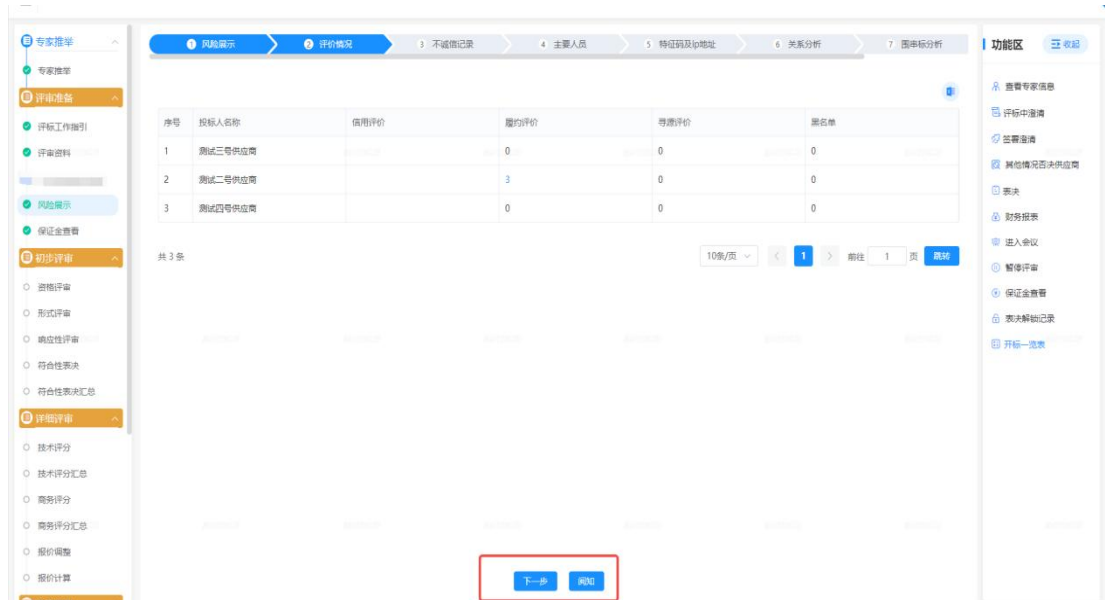 专家推举
专家推举
评审准备
评标工作指引
评审资料
风险展示
保证金查看
初步评审
资格评审
形式评审
响应性评审
符合性表决
符合性表决汇总
详细评审
技术评分
技术评分汇总
商务评分
商务评分汇总
报价调整
报价计算
1 风险展示 2 评价情况 3 不诚信记录 4 主要人员 5 特征码及ip地址 6 关系分析 7 围串标分析
序号 投标人名称 信用评价 履约评价 寻源评价 黑名单
1 测试三号供应商 0 0 0
2 测试二号供应商 3 0 0
3 测试四号供应商 0 0 0
共 3 条 10条/页 1 前往 1 页 跳转
下一步 阅知
功能区 收起
查看专家信息
评标中澄清
签署澄清
其他情况否决供应商
表决
财务报表
进入会议
暂停评审
保证金查看
表决解锁记录
开标一览表